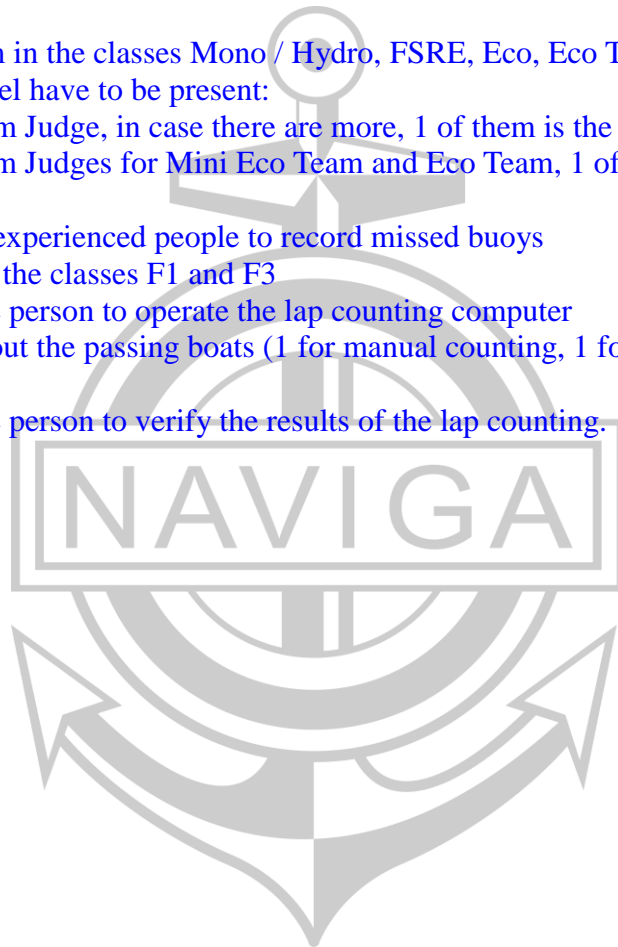 n in the classes Mono / Hydro, FSRE, Eco, Eco T
el have to be present:
m Judge, in case there are more, 1 of them is the
m Judges for Mini Eco Team and Eco Team, 1 of
experienced people to record missed buoys
the classes F1 and F3
person to operate the lap counting computer
out the passing boats (1 for manual counting, 1 fo
person to verify the results of the lap counting.
NAVIGA